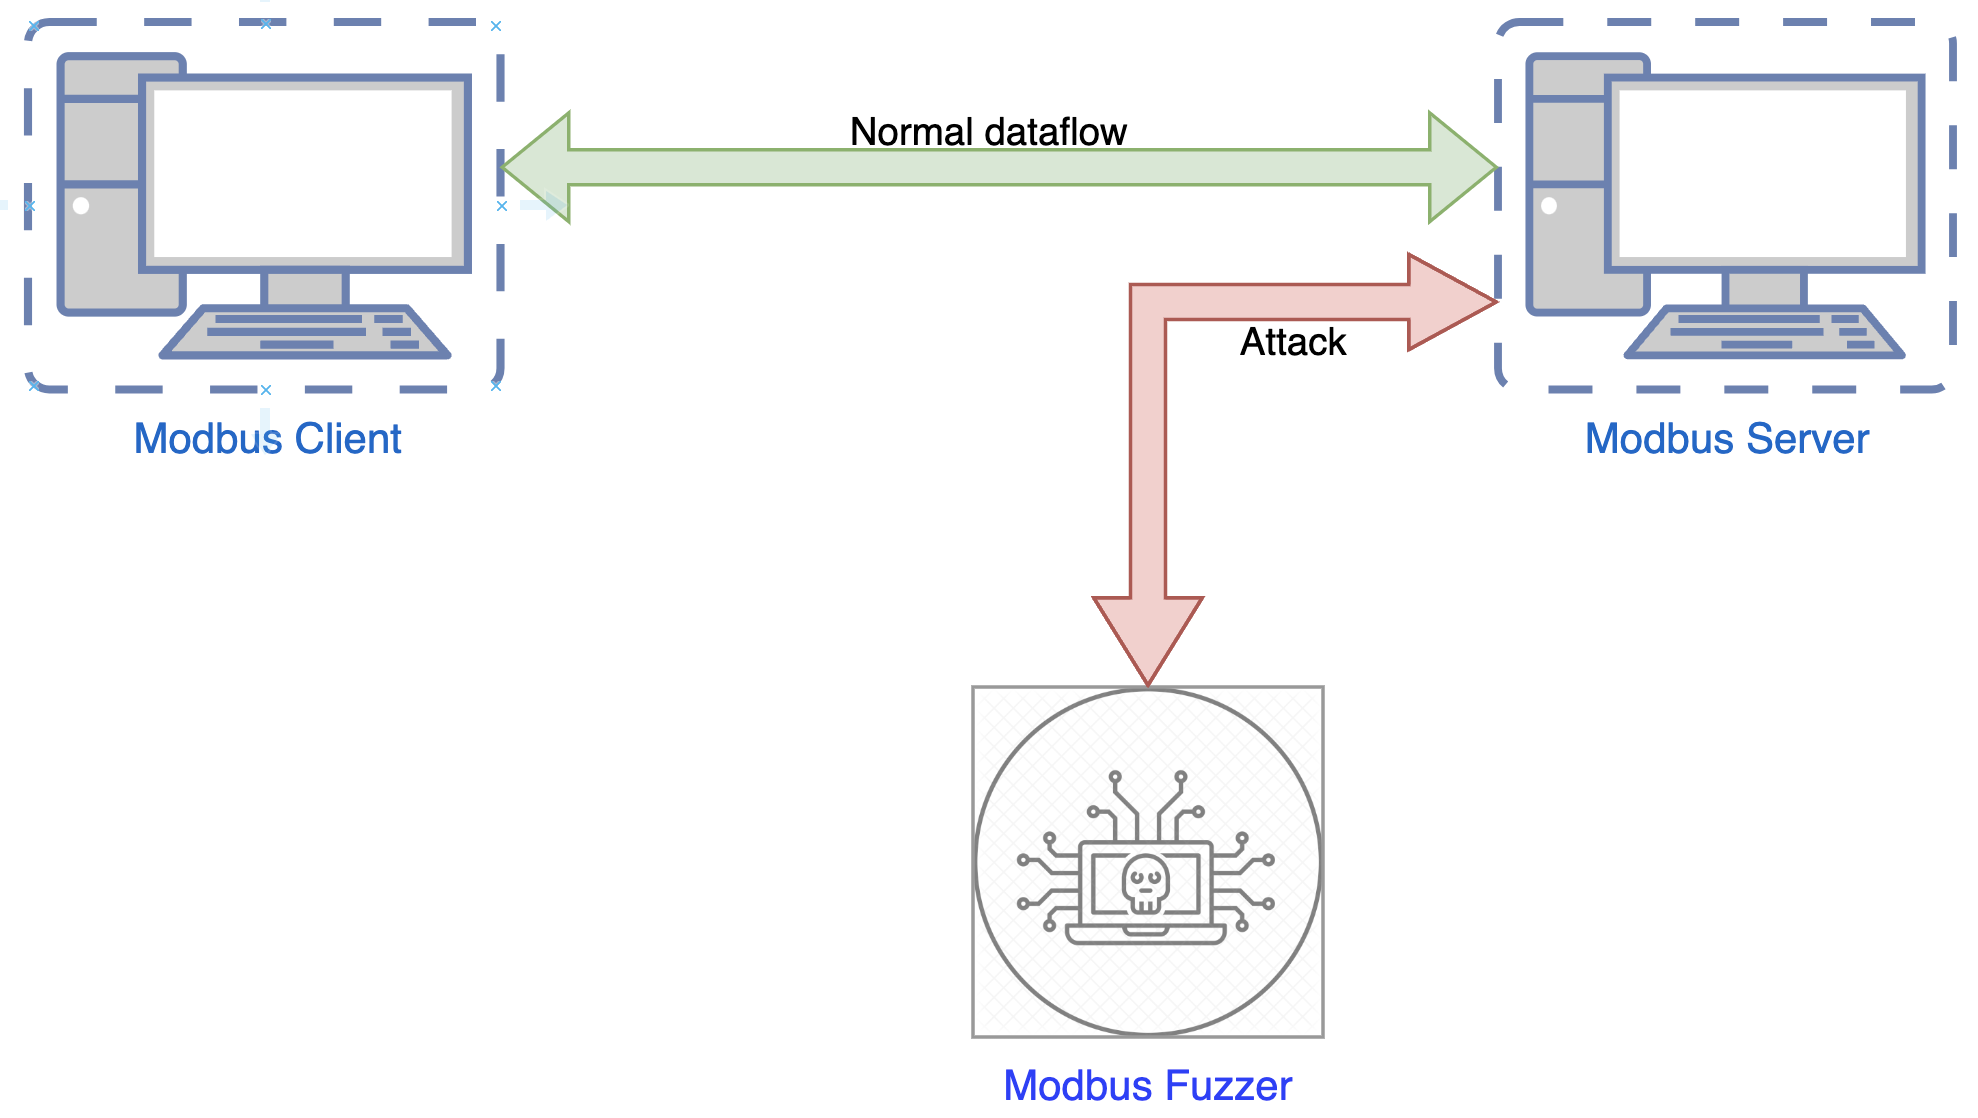 Normal dataflow
Attack
Modbus Client
Modbus Server
Modbus Fuzzer